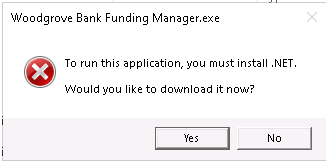 Woodgrove Bank Funding Manager.exe
To run this application, you must install .NET.
Would you like to download it now?
Yes
No